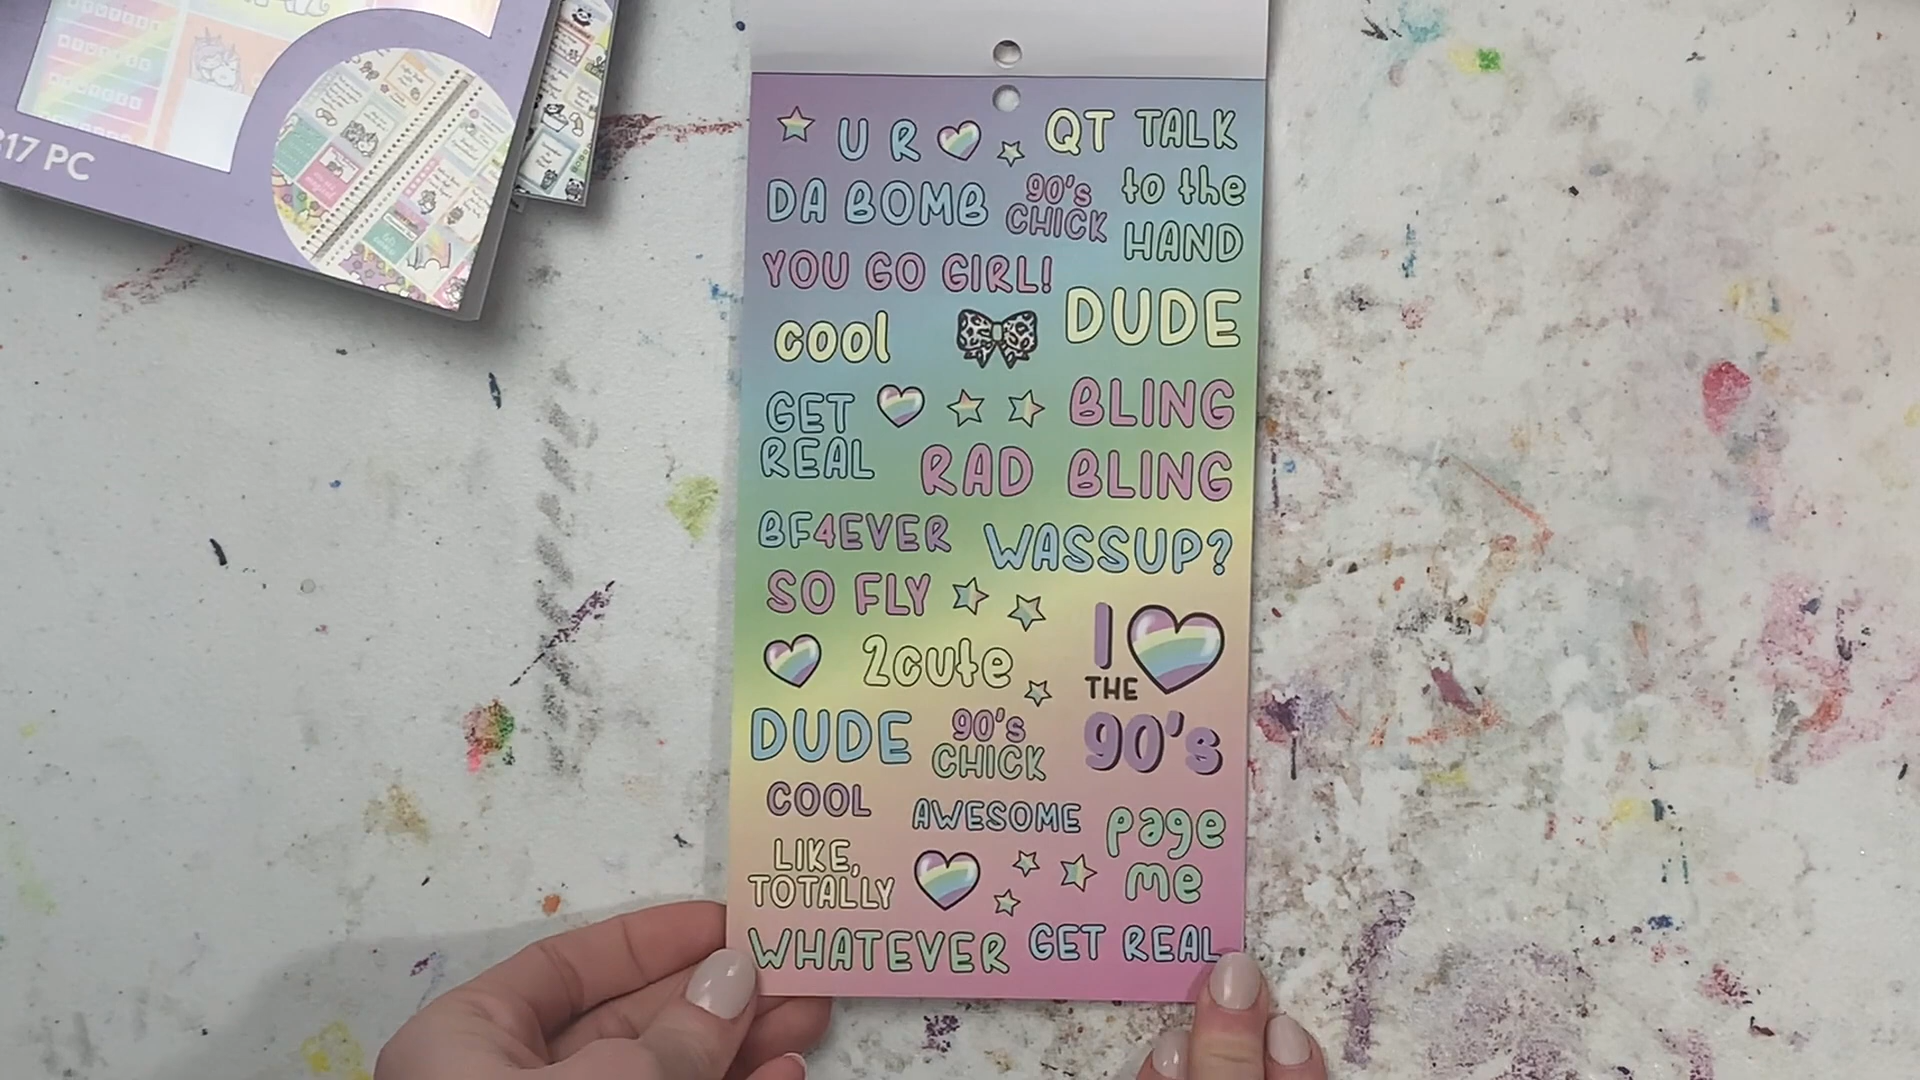 317 PC
U R
QT
TALK
to the
HAND
DA BOMB
90's
CHICK
YOU GO GIRL!
cool
DUDE
GET
REAL
BLING
RAD
BLING
BF4EVER
WASSUP?
SO FLY
2cute
I
THE
90's
DUDE
90's
CHICK
COOL
AWESOME
page
me
LIKE,
TOTALLY
WHATEVER
GET REAL